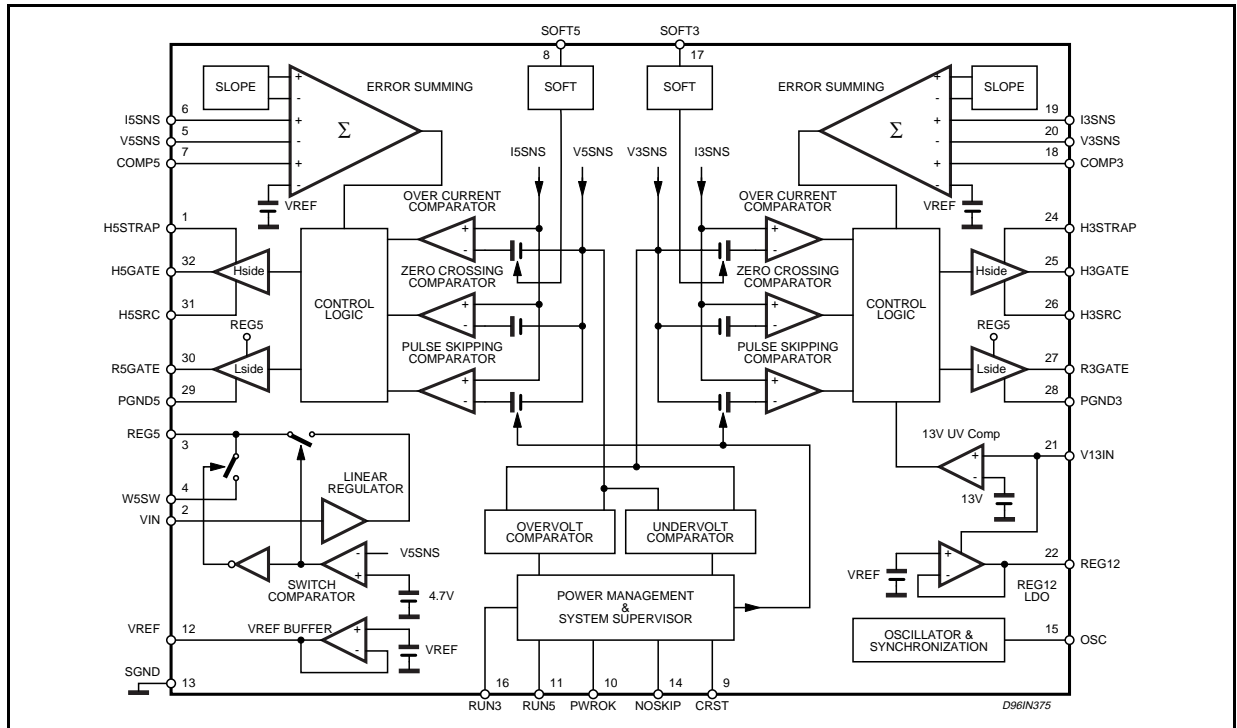 SOFT5
SOFT3
8
17
SLOPE
+
-
ERROR SUMMING
SOFT
SOFT
ERROR SUMMING
+
-
SLOPE
6
I5SNS
+
5
V5SNS
-
Σ
7
COMP5
+
-
VREF
19
I3SNS
+
20
V3SNS
-
Σ
18
COMP3
+
-
VREF
I5SNS
V5SNS
V3SNS
I3SNS
OVER CURRENT
COMPARATOR
+
-
OVER CURRENT
COMPARATOR
+
-
1
H5STRAP
32
H5GATE
Hside
31
H5SRC
24
H3STRAP
25
H3GATE
Hside
26
H3SRC
CONTROL
LOGIC
ZERO CROSSING
COMPARATOR
+
-
ZERO CROSSING
COMPARATOR
+
-
CONTROL
LOGIC
REG5
30
R5GATE
Lside
29
PGND5
PULSE SKIPPING
COMPARATOR
+
-
PULSE SKIPPING
COMPARATOR
+
-
REG5
27
R3GATE
Lside
28
PGND3
REG5
3
4
W5SW
2
VIN
LINEAR
REGULATOR
13V UV Comp
21
V13IN
+
-
13V
OVERVOLT
COMPARATOR
UNDERVOLT
COMPARATOR
-
V5SNS
+
SWITCH
COMPARATOR
4.7V
POWER MANAGEMENT
&
SYSTEM SUPERVISOR
VREF
+
-
22
REG12
REG12
LDO
VREF
12
VREF BUFFER
+
-
VREF
OSCILLATOR &
SYNCHRONIZATION
15
OSC
SGND
13
16
11
10
14
9
RUN3
RUN5
PWROK
NOSKIP
CRST
D96IN375